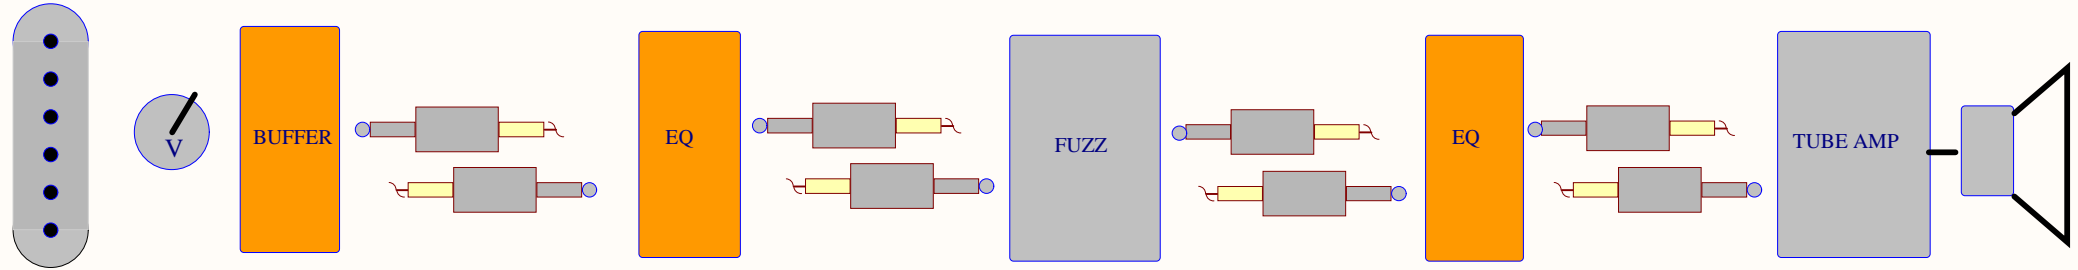 V
BUFFER
EQ
FUZZ
EQ
TUBE AMP